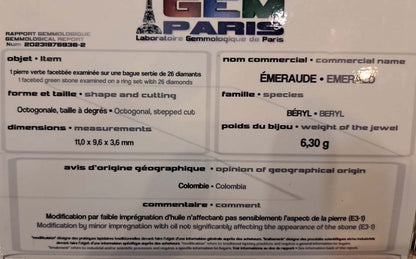 GEM
PARIS
Laboratoire Gemmologique de Paris
RAPPORT GEMMOLOGIQUE
GEMMOLOGICAL REPORT
objet • Item
1 pierre verte facettée examinée sur une bague sertie de 26 diamants
1 faceted green stone examined on a ring set with 26 diamonds
forme et taille • shape and cutting
Octogonale, taille à degrés • Octogonal, stepped cut
dimensions • measurements
11,0 x 9,6 x 3,6 mm
nom commercial • commercial name
ÉMERAUDE • EMERALD
famille • species
BÉRYL • BERYL
poids du bijou • weight of the jewel
6,30 g
avis d'origine géographique • opinion of geographical origin
Colombie • Colombia
commentaire • comment
Modification par faible imprégnation d'huile n'affectant pas sensiblement l'aspect de la pierre (E3-1)
Modification by minor impregnation with oil not significantly affecting the appearance of the stone (E3-1)